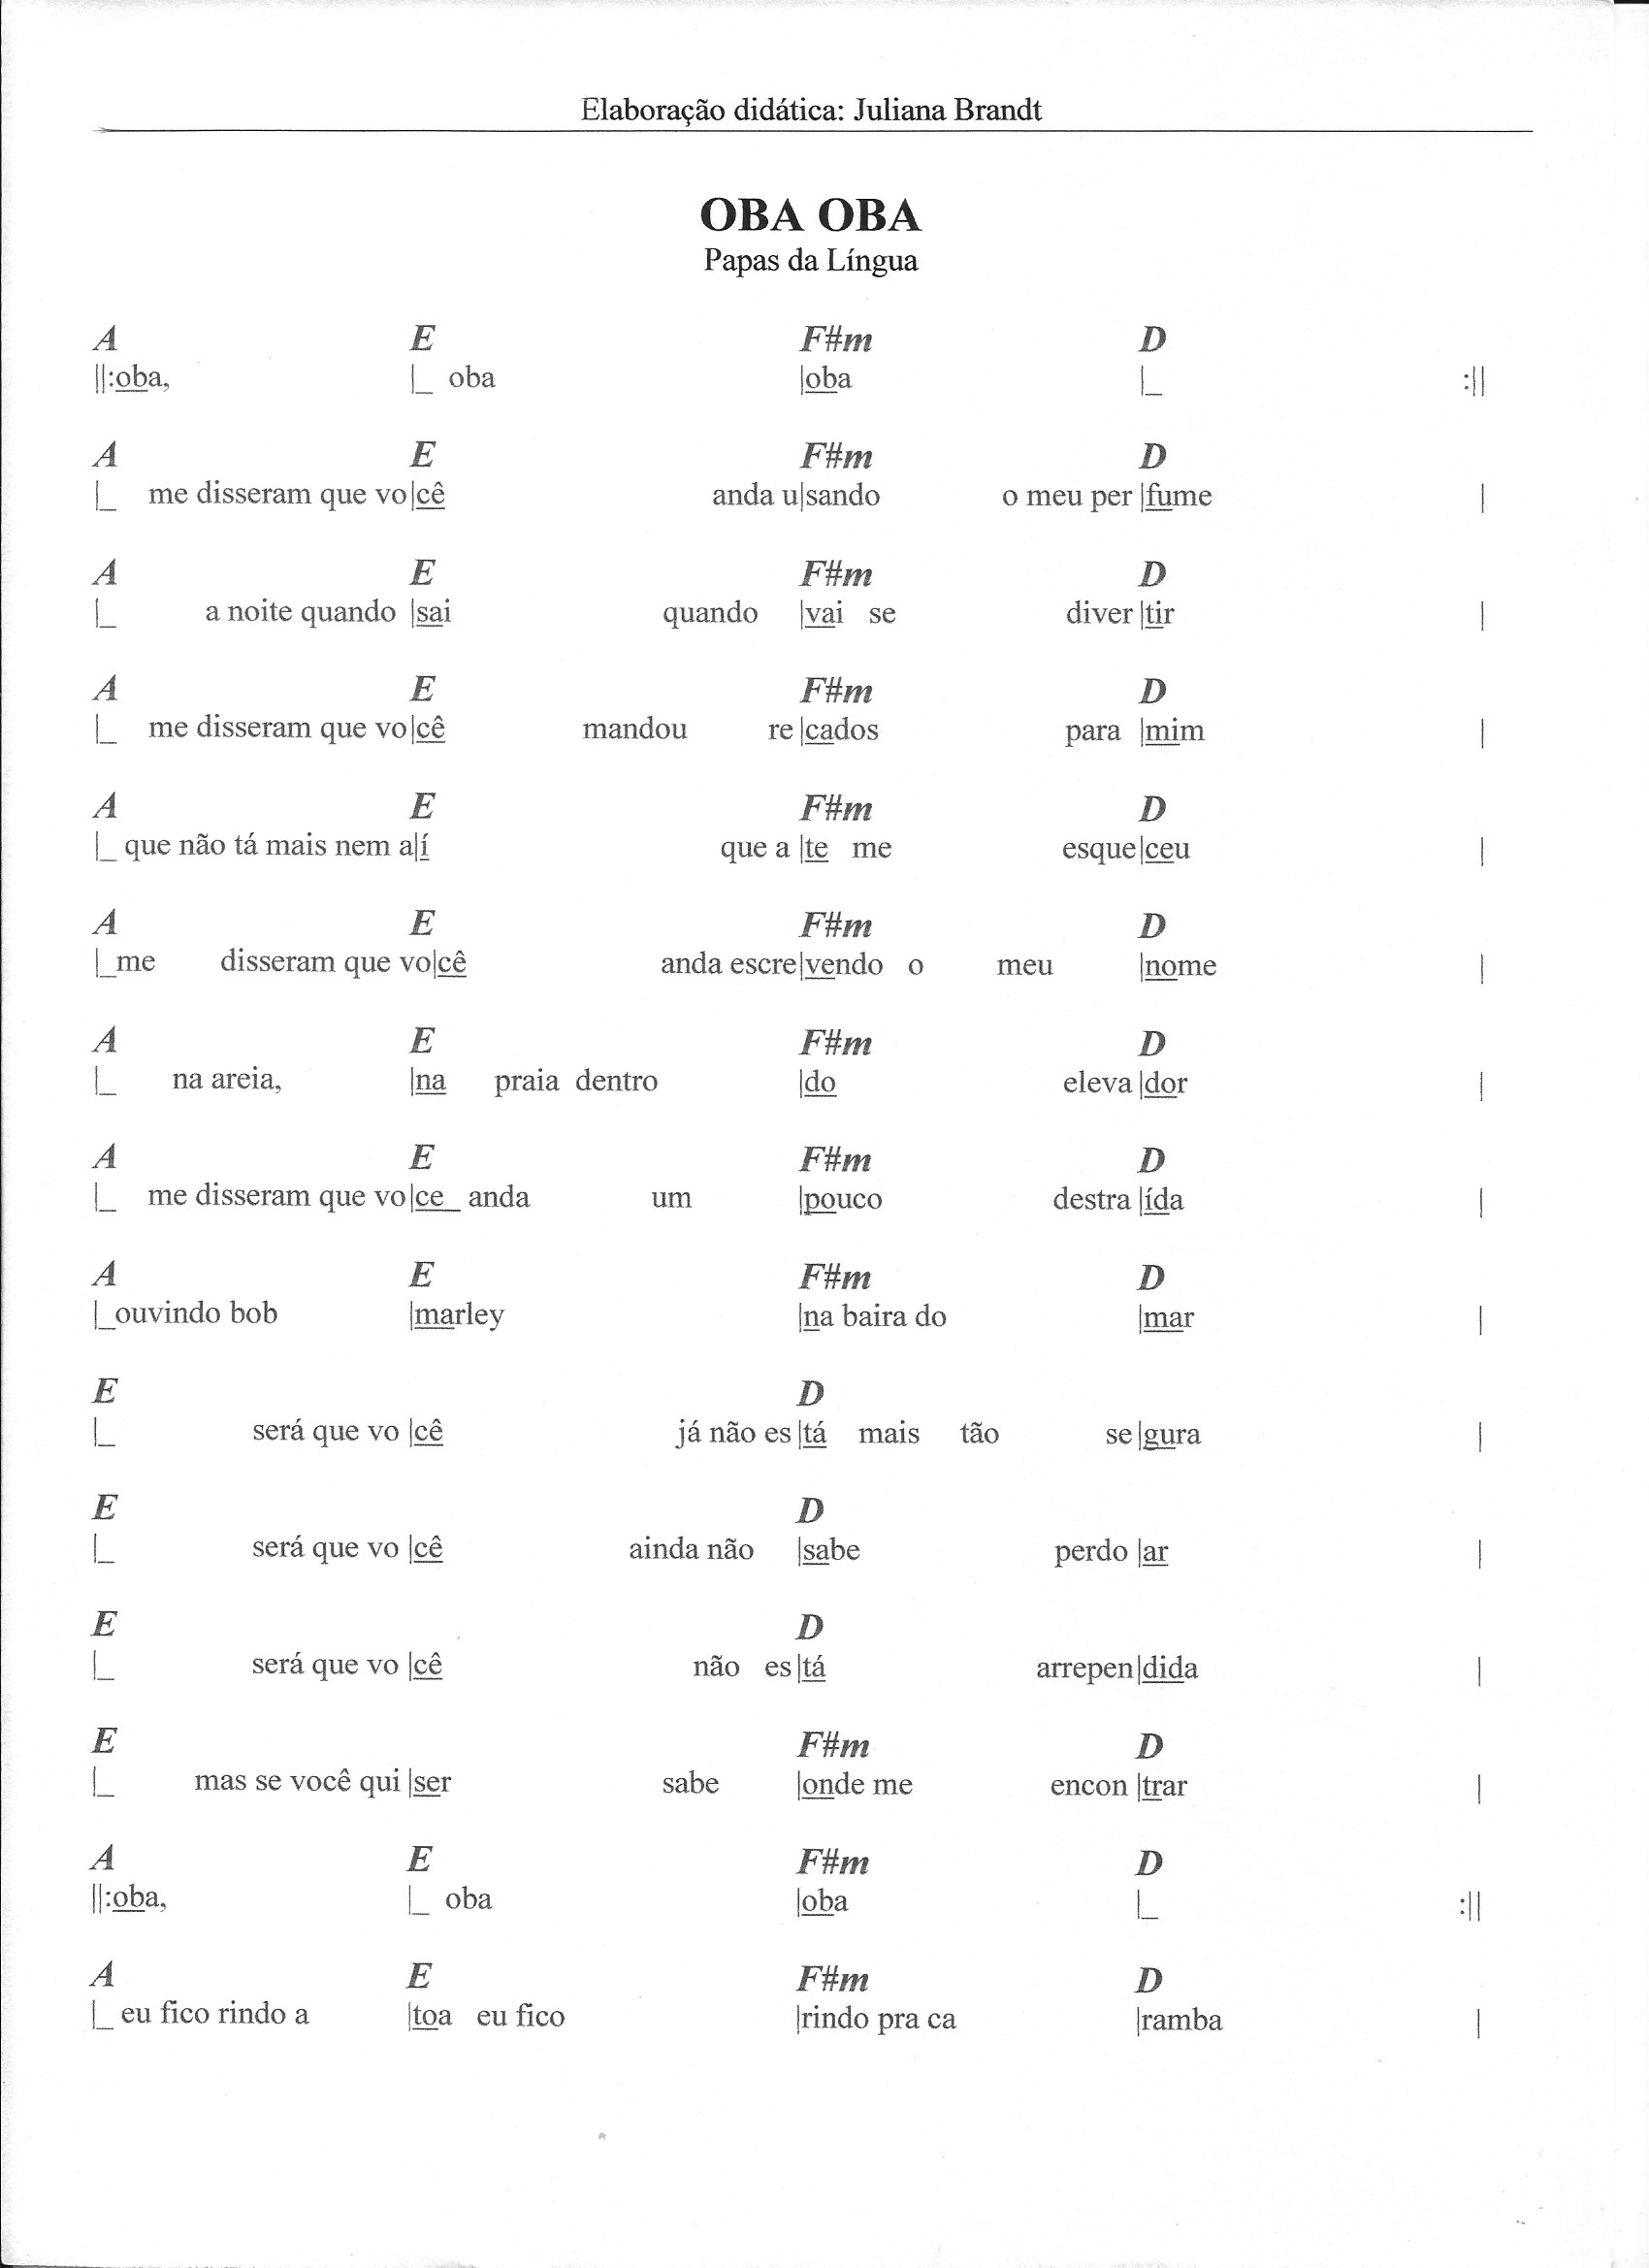 Elaboração didática: Juliana Brandt
OBA OBA
Papas da Língua
A E F#m D
||:oba, |_ oba |oba |_ :||
A E F#m D
|_ me disseram que vo|cê anda u|sando o meu per |fume |
A E F#m D
|_ a noite quando |sai quando |vai se diver |tir |
A E F#m D
|_ me disseram que vo|cê mandou re |cados para |mim |
A E F#m D
|_ que não tá mais nem a|í que a |te me esque|ceu |
A E F#m D
|_me disseram que vo|cê anda escre|vendo o meu |nome |
A E F#m D
|_ na areia, |na praia dentro |do eleva |dor |
A E F#m D
|_ me disseram que vo|ce_ anda um |pouco destra |ída |
A E F#m D
|_ouvindo bob |marley |na baira do |mar |
E D
|_ será que vo |cê já não es |tá mais tão se |gura |
E D
|_ será que vo |cê ainda não |sabe perdo |ar |
E D
|_ será que vo |cê não es|tá arrepen|dida |
E F#m D
|_ mas se você qui |ser sabe |onde me encon |trar |
A E F#m D
||:oba, |_ oba |oba |_ :||
A E F#m D
|_ eu fico rindo a |toa eu fico |rindo pra ca |ramba |